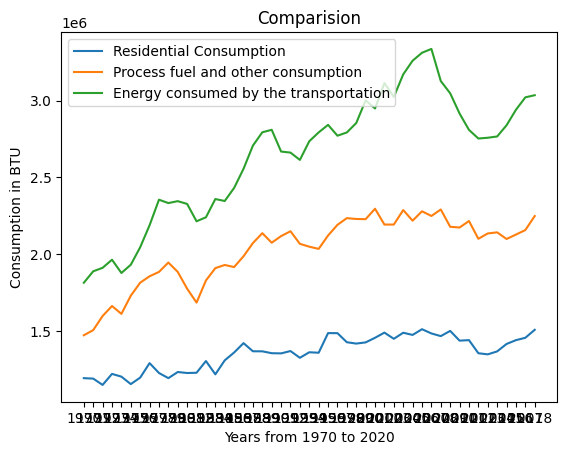 Comparision
1e6
Residential Consumption
Process fuel and other consumption
Energy consumed by the transportation
3.0
2.5
2.0
1.5
Consumption in BTU
Years from 1970 to 2020